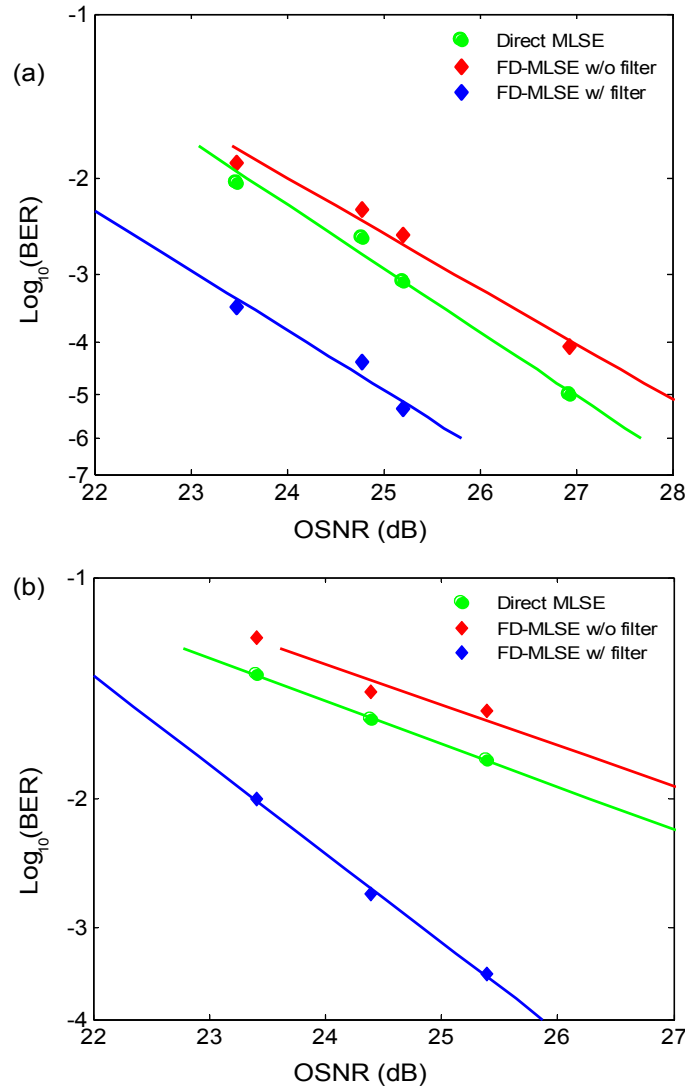 (a)
-1
-2
-3
-4
-5
-6
-7
Log10(BER)
Direct MLSE
FD-MLSE w/o filter
FD-MLSE w/ filter
22 23 24 25 26 27 28
OSNR (dB)
(b)
-1
-2
-3
-4
Log10(BER)
Direct MLSE
FD-MLSE w/o filter
FD-MLSE w/ filter
22 23 24 25 26 27
OSNR (dB)